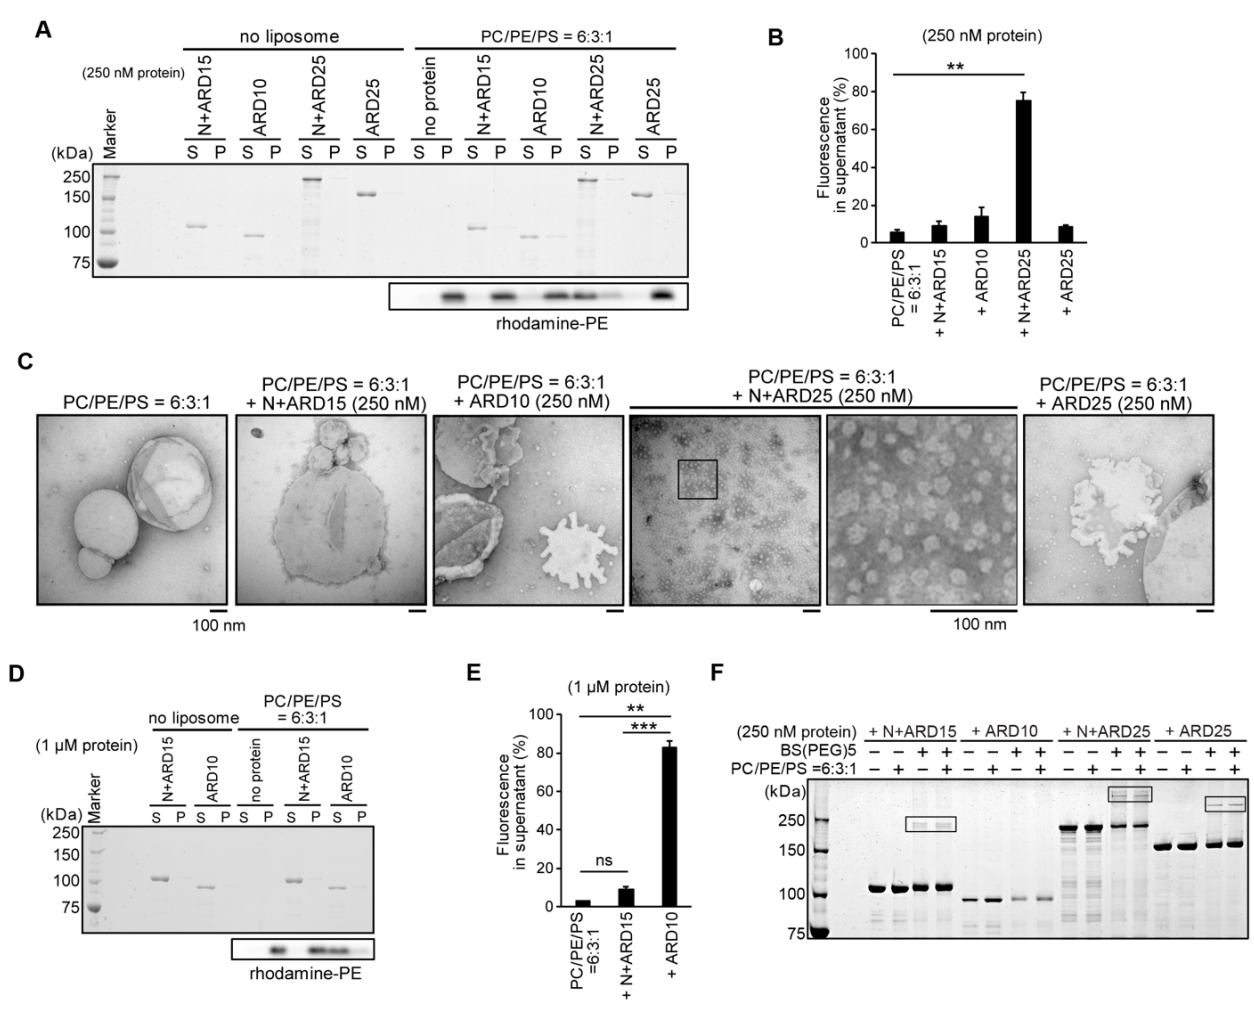 A
no liposome
PC/PE/PS = 6:3:1
(250 nM protein)
Marker
N+ARD15
ARD10
N+ARD25
ARD25
no protein
N+ARD15
ARD10
N+ARD25
ARD25
(kDa)
S P S P S P S P S P S P S P S P S P
250
150
100
75
rhodamine-PE
B
(250 nM protein)
**
Fluorescence
in supernatant (%)
100
80
60
40
20
0
PC/PE/PS
= 6:3:1
+ N+ARD15
+ ARD10
+ N+ARD25
+ ARD25
C
PC/PE/PS = 6:3:1
PC/PE/PS = 6:3:1
+ N+ARD15 (250 nM)
PC/PE/PS = 6:3:1
+ ARD10 (250 nM)
PC/PE/PS = 6:3:1
+ N+ARD25 (250 nM)
PC/PE/PS = 6:3:1
+ ARD25 (250 nM)
100 nm
100 nm
D
no liposome
PC/PE/PS
= 6:3:1
(1 µM protein)
Marker
N+ARD15
ARD10
no protein
N+ARD15
ARD10
(kDa)
S P S P S P S P S P
250
150
100
75
rhodamine-PE
E
(1 µM protein)
**
***
ns
Fluorescence
in supernatant (%)
100
80
60
40
20
0
PC/PE/PS
=6:3:1
+ N+ARD15
+ ARD10
F
(250 nM protein) + N+ARD15 + ARD10 + N+ARD25 + ARD25
BS(PEG)5 – – + + – – + + – – + + – – + +
PC/PE/PS =6:3:1 – + – + – + – + – + – + – + – +
(kDa)
250
150
100
75